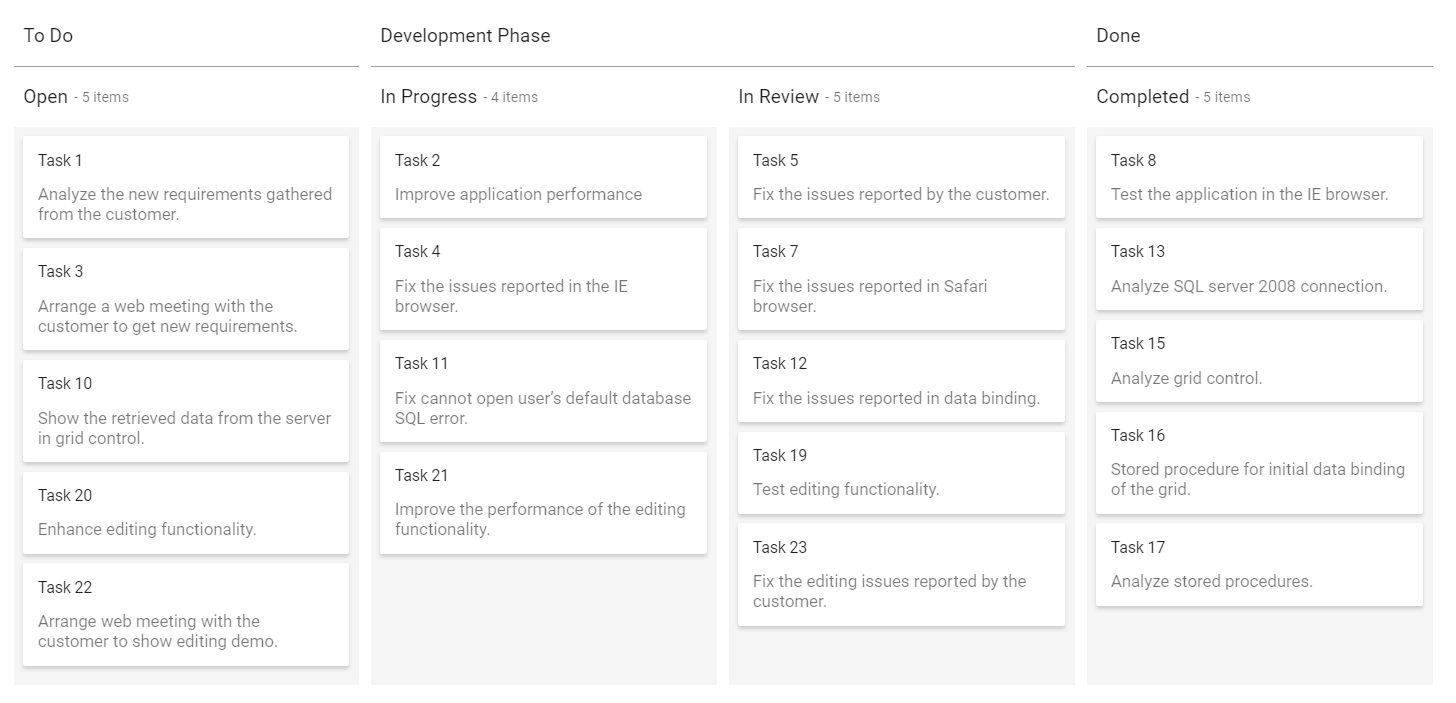 To Do
Development Phase
Done
Open - 5 items
In Progress - 4 items
In Review - 5 items
Completed - 5 items
Task 1
Analyze the new requirements gathered
from the customer.
Task 3
Arrange a web meeting with the
customer to get new requirements.
Task 10
Show the retrieved data from the server
in grid control.
Task 20
Enhance editing functionality.
Task 22
Arrange web meeting with the
customer to show editing demo.
Task 2
Improve application performance
Task 4
Fix the issues reported in the IE
browser.
Task 11
Fix cannot open user’s default database
SQL error.
Task 21
Improve the performance of the editing
functionality.
Task 5
Fix the issues reported by the customer.
Task 7
Fix the issues reported in Safari
browser.
Task 12
Fix the issues reported in data binding.
Task 19
Test editing functionality.
Task 23
Fix the editing issues reported by the
customer.
Task 8
Test the application in the IE browser.
Task 13
Analyze SQL server 2008 connection.
Task 15
Analyze grid control.
Task 16
Stored procedure for initial data binding
of the grid.
Task 17
Analyze stored procedures.